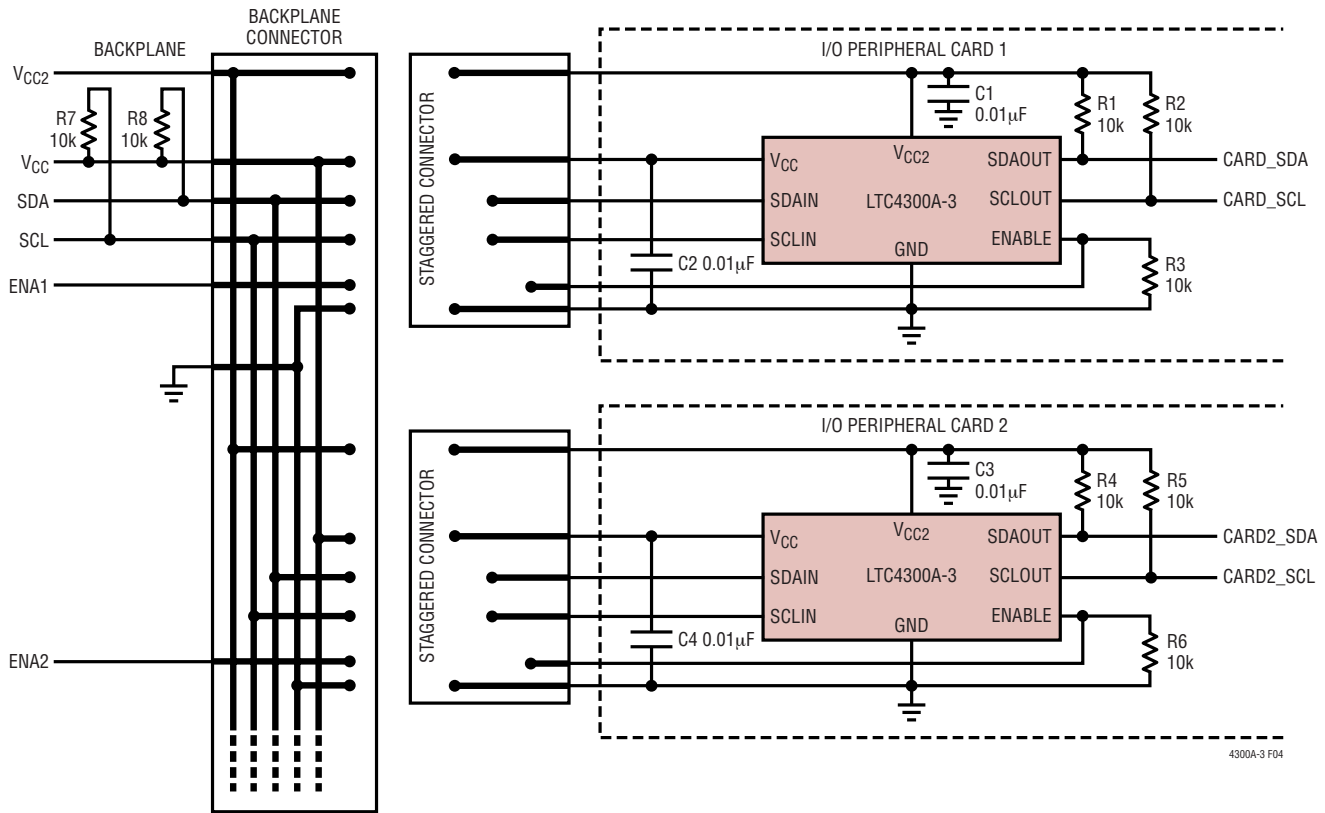 BACKPLANE
CONNECTOR
BACKPLANE
VCC2
R7
10k
R8
10k
VCC
SDA
SCL
ENA1
ENA2
STAGGERED CONNECTOR
I/O PERIPHERAL CARD 1
C1
0.01µF
R1
10k
R2
10k
VCC
VCC2
SDAOUT
CARD_SDA
SDAIN
LTC4300A-3
SCLOUT
CARD_SCL
SCLIN
GND
ENABLE
C2 0.01µF
R3
10k
STAGGERED CONNECTOR
I/O PERIPHERAL CARD 2
C3
0.01µF
R4
10k
R5
10k
VCC
VCC2
SDAOUT
CARD2_SDA
SDAIN
LTC4300A-3
SCLOUT
CARD2_SCL
SCLIN
GND
ENABLE
C4 0.01µF
R6
10k
4300A-3 F04